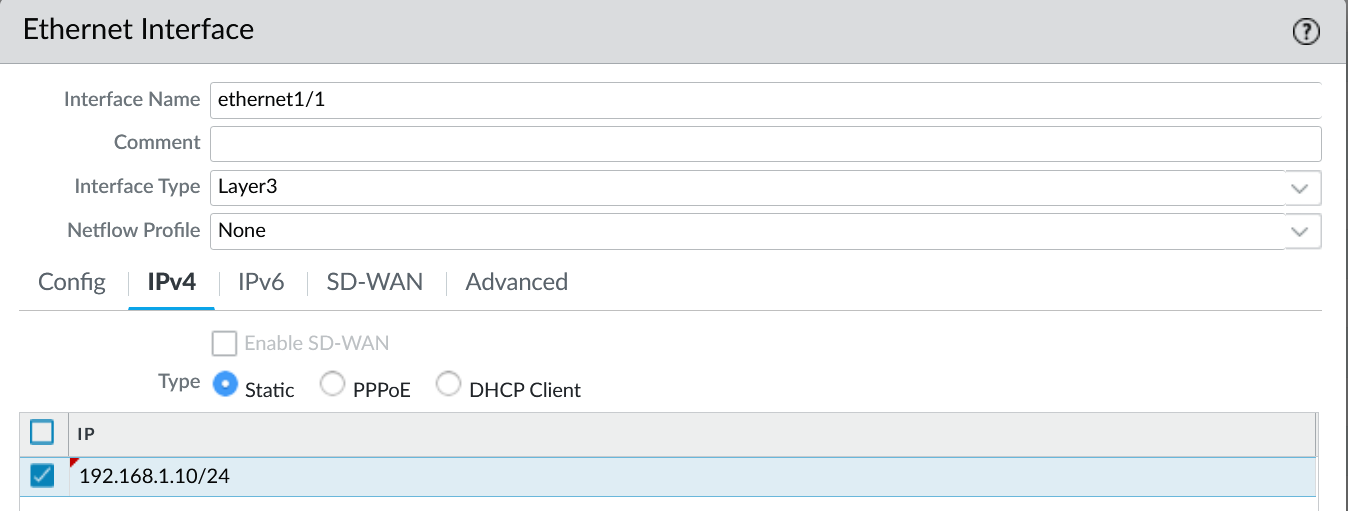 Ethernet Interface
?
Interface Name ethernet1/1
Comment
Interface Type Layer3
Netflow Profile None
Config IPv4 IPv6 SD-WAN Advanced
Enable SD-WAN
Type Static PPPoE DHCP Client
IP
192.168.1.10/24